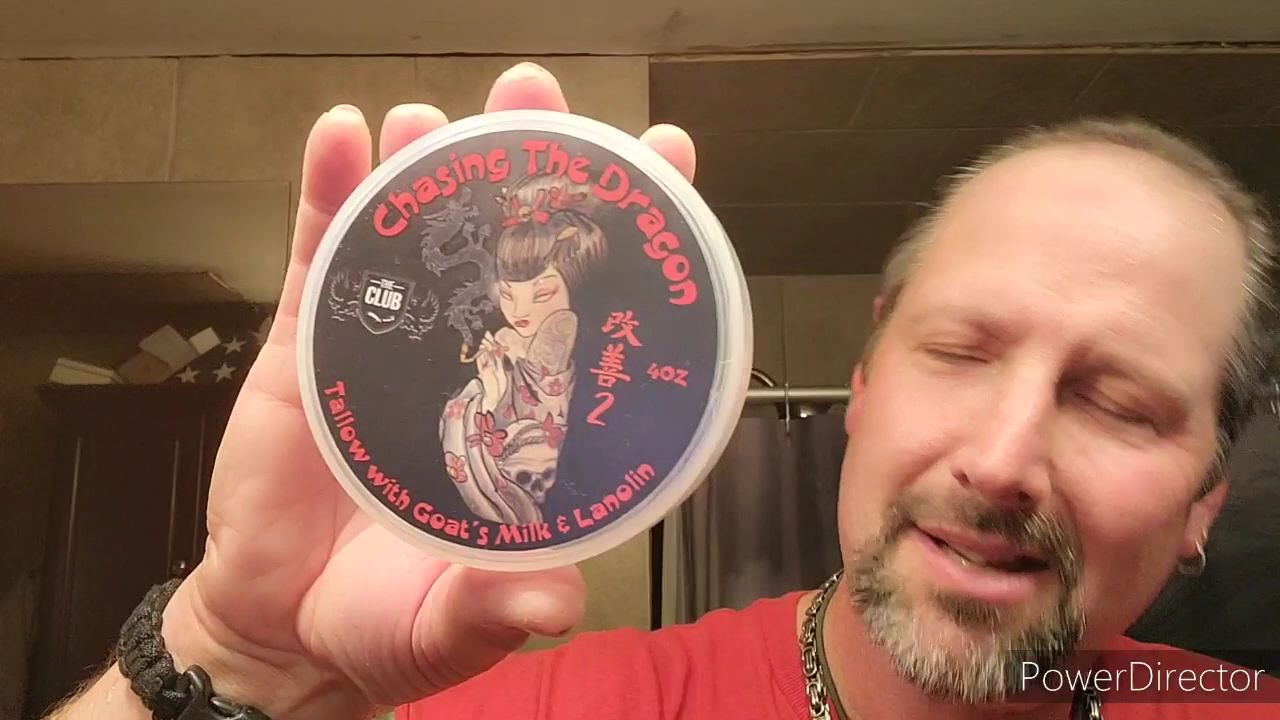 Chasing The Dragon
THE
CLUB
改善2
4OZ
Tallow with Goat's Milk & Lanolin
PowerDirector